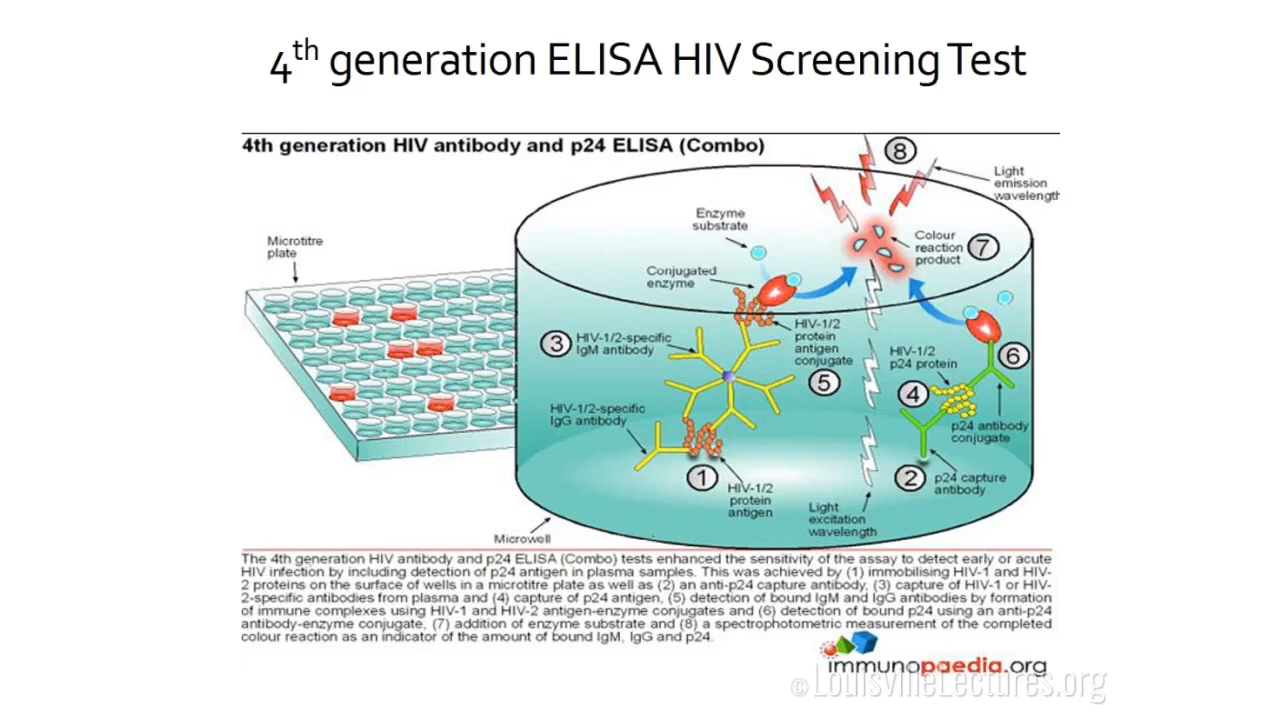 4th generation ELISA HIV Screening Test
4th generation HIV antibody and p24 ELISA (Combo)
8
Light
emission
wavelength
Enzyme
substrate
Colour
reaction
product
7
Microtitre
plate
Conjugated
enzyme
3
HIV-1/2-specific
IgM antibody
HIV-1/2
protein
antigen
conjugate
5
HIV-1/2
p24 protein
6
4
HIV-1/2-specific
IgG antibody
p24 antibody
conjugate
1
HIV-1/2
protein
antigen
2
p24 capture
antibody
Light
excitation
wavelength
Microwell
The 4th generation HIV antibody and p24 ELISA (Combo) tests enhanced the sensitivity of the assay to detect early or acute
HIV infection by including detection of p24 antigen in plasma samples. This was achieved by (1) immobilising HIV-1 and HIV-
2 proteins on the surface of wells in a microtitre plate as well as (2) an anti-p24 capture antibody, (3) capture of HIV-1 or HIV-
2-specific antibodies from plasma and (4) capture of p24 antigen, (5) detection of bound IgM and IgG antibodies by formation
of immune complexes using HIV-1 and HIV-2 antigen-enzyme conjugates and (6) detection of bound p24 using an anti-p24
antibody-enzyme conjugate, (7) addition of enzyme substrate and (8) a spectrophotometric measurement of the completed
colour reaction as an indicator of the amount of bound IgM, IgG and p24.
immunopaedia.org
© LouisvilleLectures.org